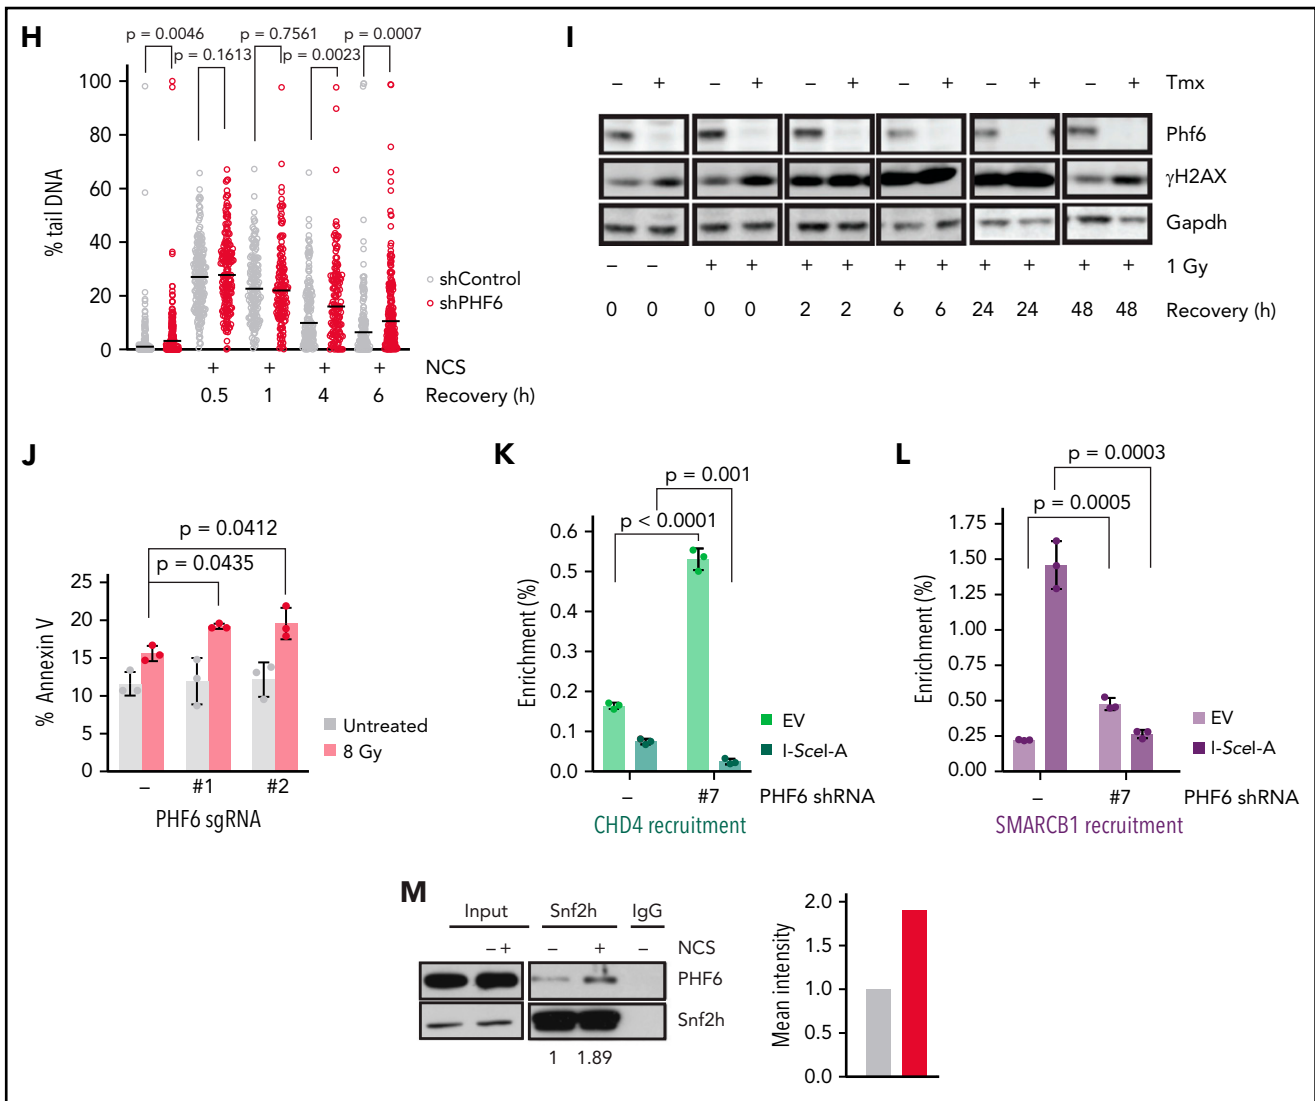 H
p = 0.0046
p = 0.7561
p = 0.0007
p = 0.1613
p = 0.0023
100
80
60
40
20
0
% tail DNA
shControl
shPHF6
+ + + + NCS
0.5 1 4 6 Recovery (h)
I
– + – + – + – + – + – + Tmx
Phf6
γH2AX
Gapdh
– – + + + + + + + + + + 1 Gy
0 0 0 0 2 2 6 6 24 24 48 48 Recovery (h)
J
p = 0.0412
p = 0.0435
25
20
15
10
5
0
% Annexin V
Untreated
8 Gy
– #1 #2
PHF6 sgRNA
K
p = 0.001
p < 0.0001
0.6
0.5
0.4
0.3
0.2
0.1
0.0
Enrichment (%)
EV
I-SceI-A
– #7 PHF6 shRNA
CHD4 recruitment
L
p = 0.0003
p = 0.0005
1.75
1.50
1.25
1.00
0.75
0.50
0.25
0.00
Enrichment (%)
EV
I-SceI-A
– #7 PHF6 shRNA
SMARCB1 recruitment
M
Input Snf2h IgG
– + – + – NCS
PHF6
Snf2h
1 1.89
2.0
1.5
1.0
0.5
0.0
Mean intensity